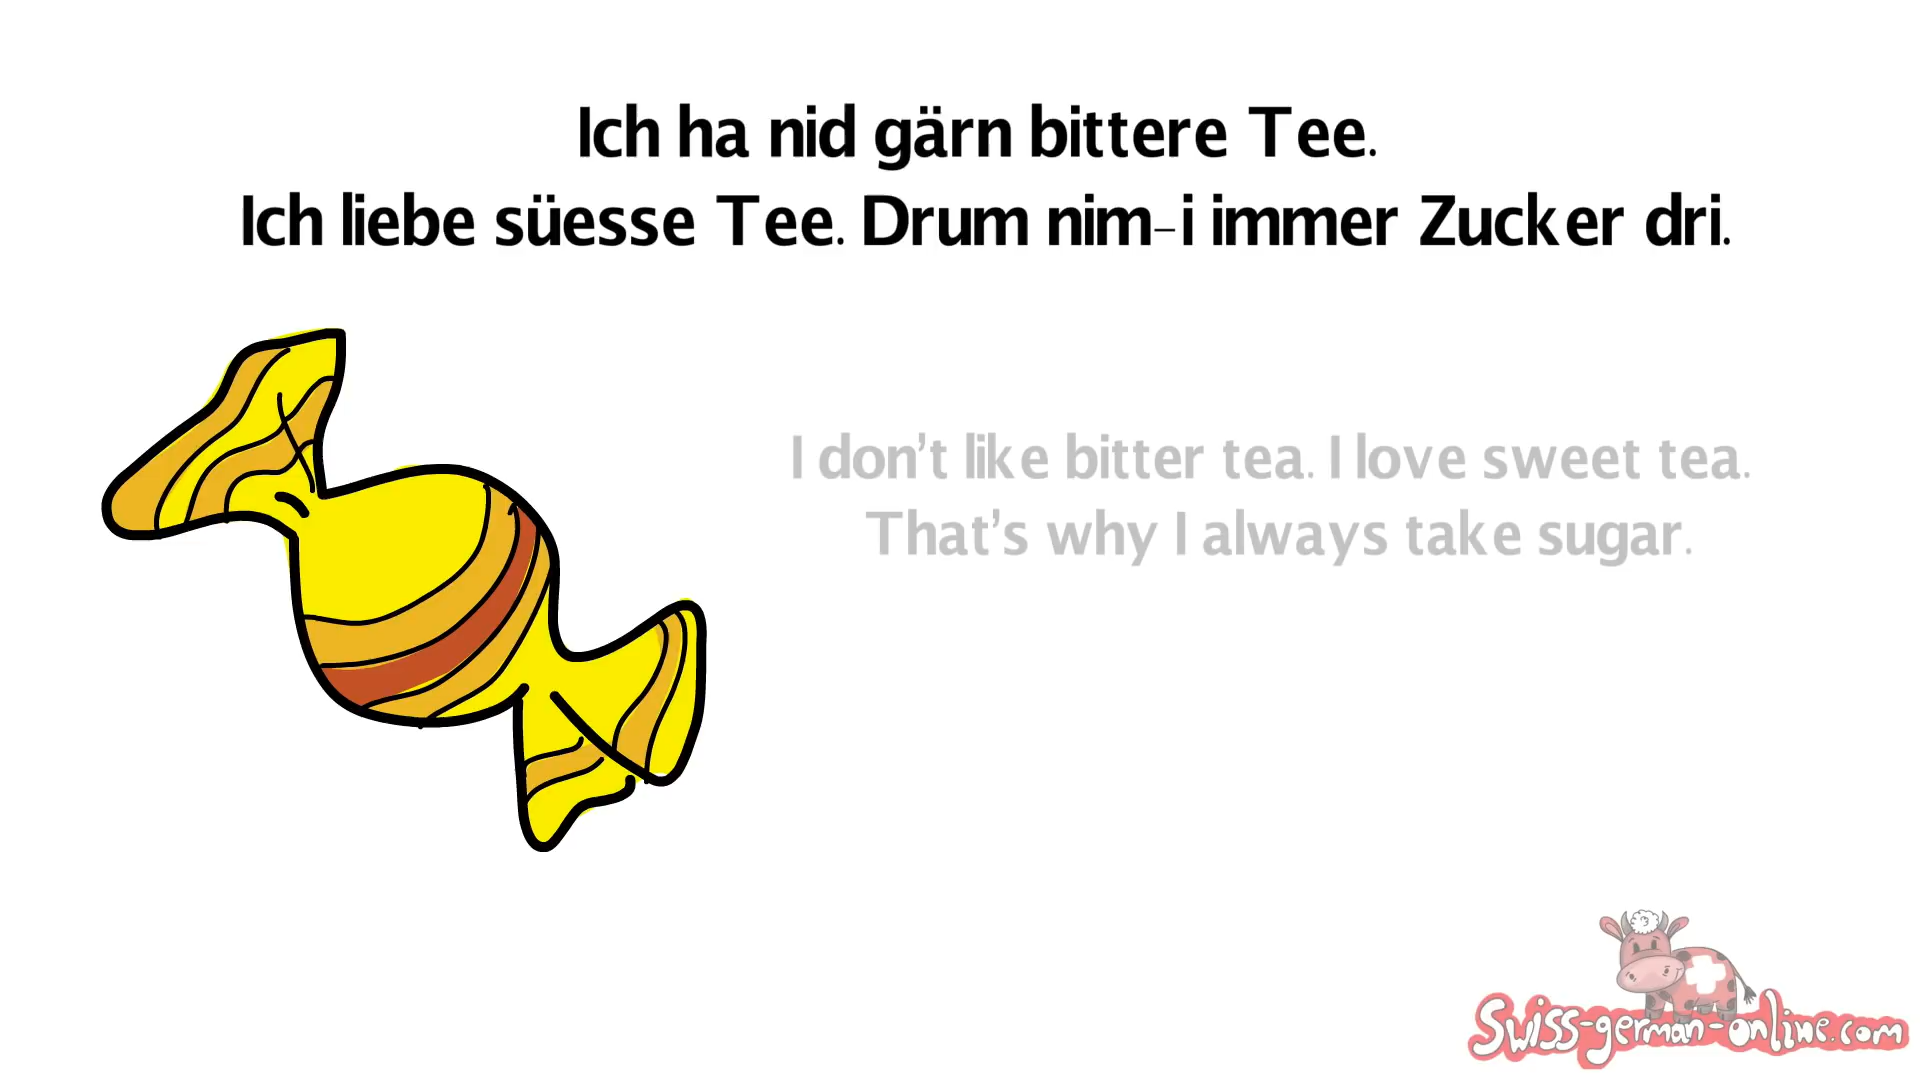 Ich ha nid gärn bittere Tee.
Ich liebe süesse Tee. Drum nim-i immer Zucker dri.
I don't like bitter tea. I love sweet tea.
That's why I always take sugar.
Swiss-german-online.com